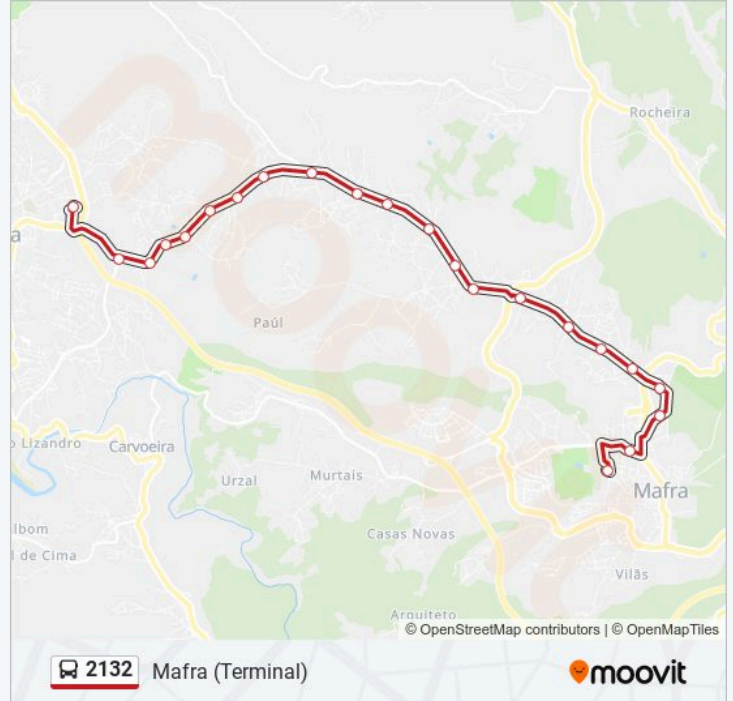 Rocheira
a
Paúl
o Lizandro
Carvoeira
Urzal
Murtais
Mafra
lbom
l de Cima
Casas Novas
Vilãs
Arquiteto
© OpenStreetMap contributors | © OpenMapTiles
2132 Mafra (Terminal)
moovit